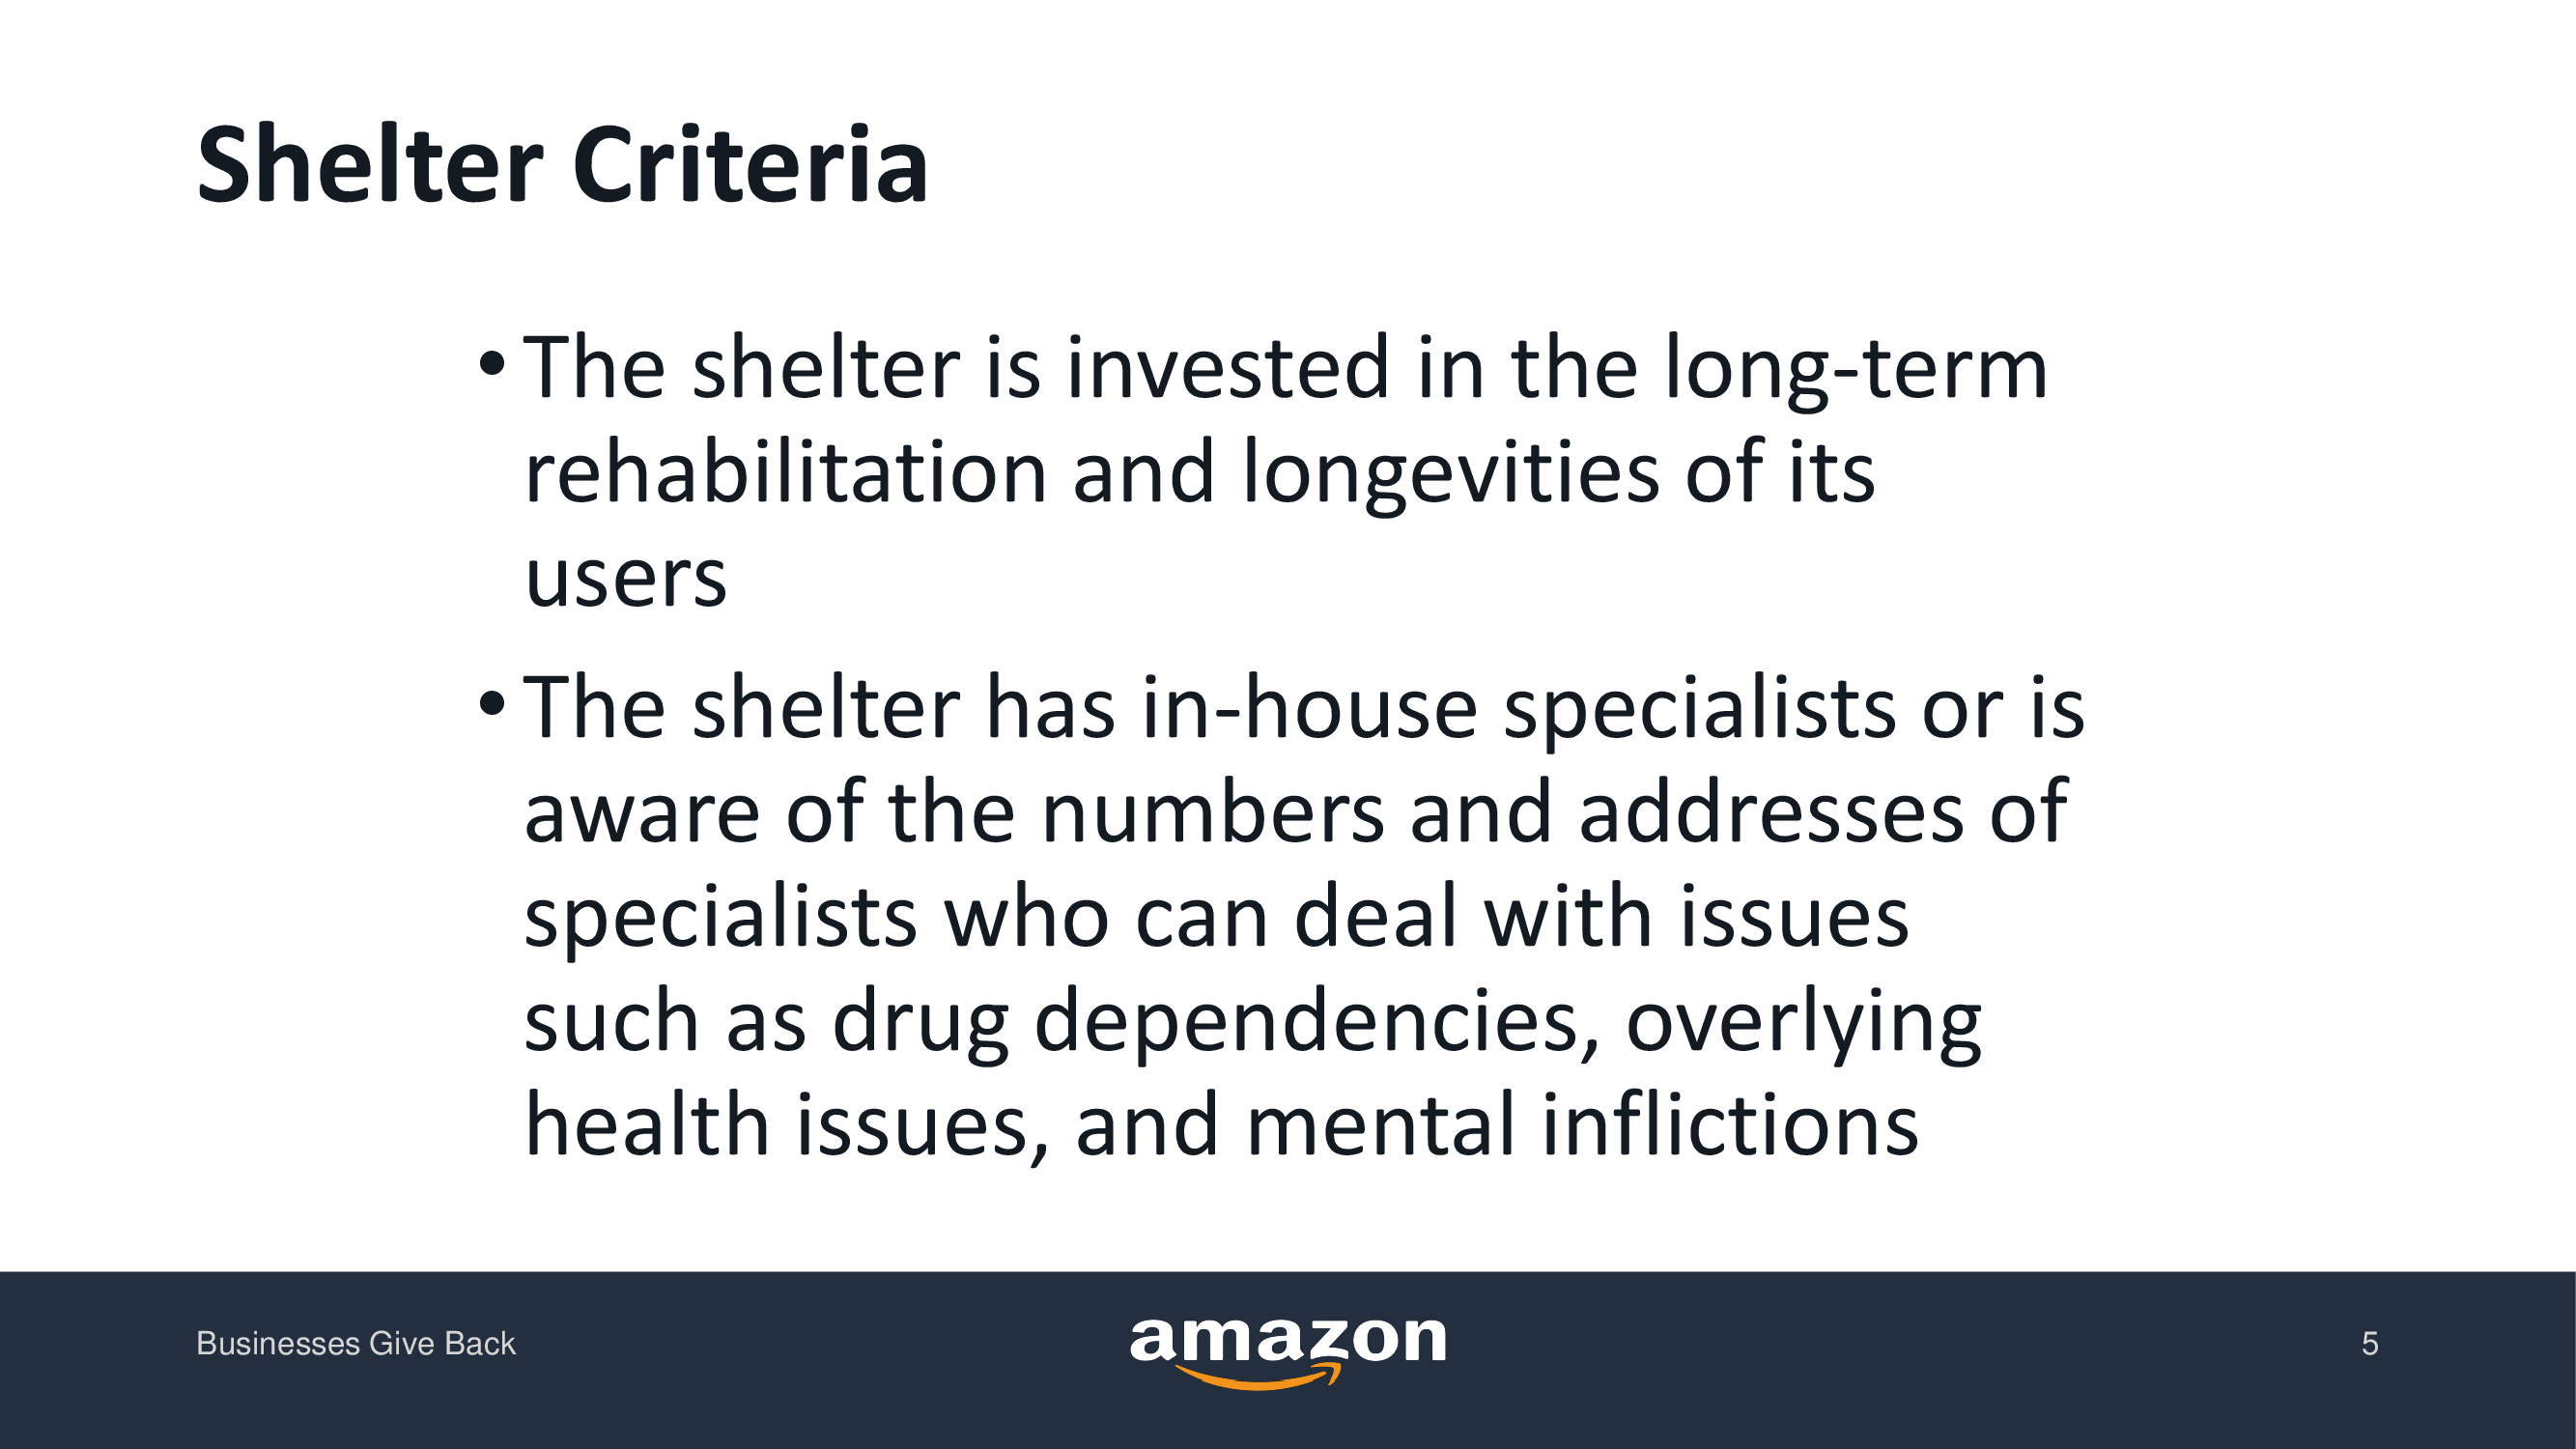 Shelter Criteria
• The shelter is invested in the long-term
rehabilitation and longevities of its
users
• The shelter has in-house specialists or is
aware of the numbers and addresses of
specialists who can deal with issues
such as drug dependencies, overlying
health issues, and mental inflictions
Businesses Give Back
amazon
5